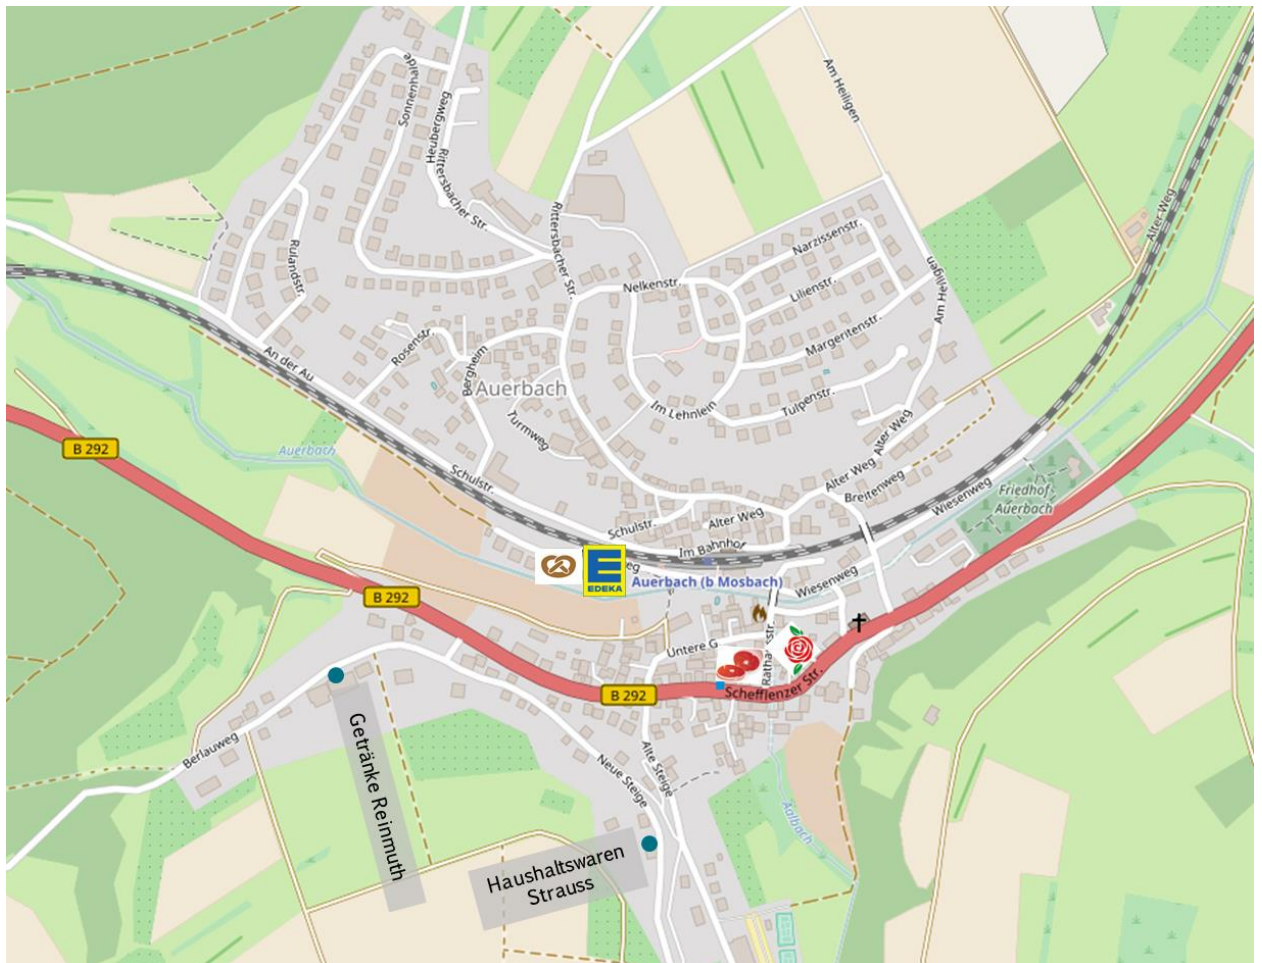 Am Heiligen
Sonnenhalde
Heubergweg
Rittersbacher Str.
Rittersbacher Str.
Alter Weg
Rulandstr.
Narzissenstr.
Nelkenstr.
Lilienstr.
Am Heiligen
Margeritenstr.
An der Au
Rosenstr.
Bergheim
Auerbach
Im Lehnlein
Tulpenstr.
Turmweg
Alter Weg
B 292
Auerbach
Schulstr.
Alter Weg
Breitenweg
Wiesenweg
Friedhof
Auerbach
Schulstr.
Alter Weg
Im Bahnhof
E
EDEKA
eg
Auerbach (b Mosbach)
Wiesenweg
B 292
Untere G
Rathausstr.
B 292
Schefflenzer Str.
Berlauweg
Getränke Reinmuth
Neue Steige
Alte Steige
Aalbach
Haushaltswaren
Strauss